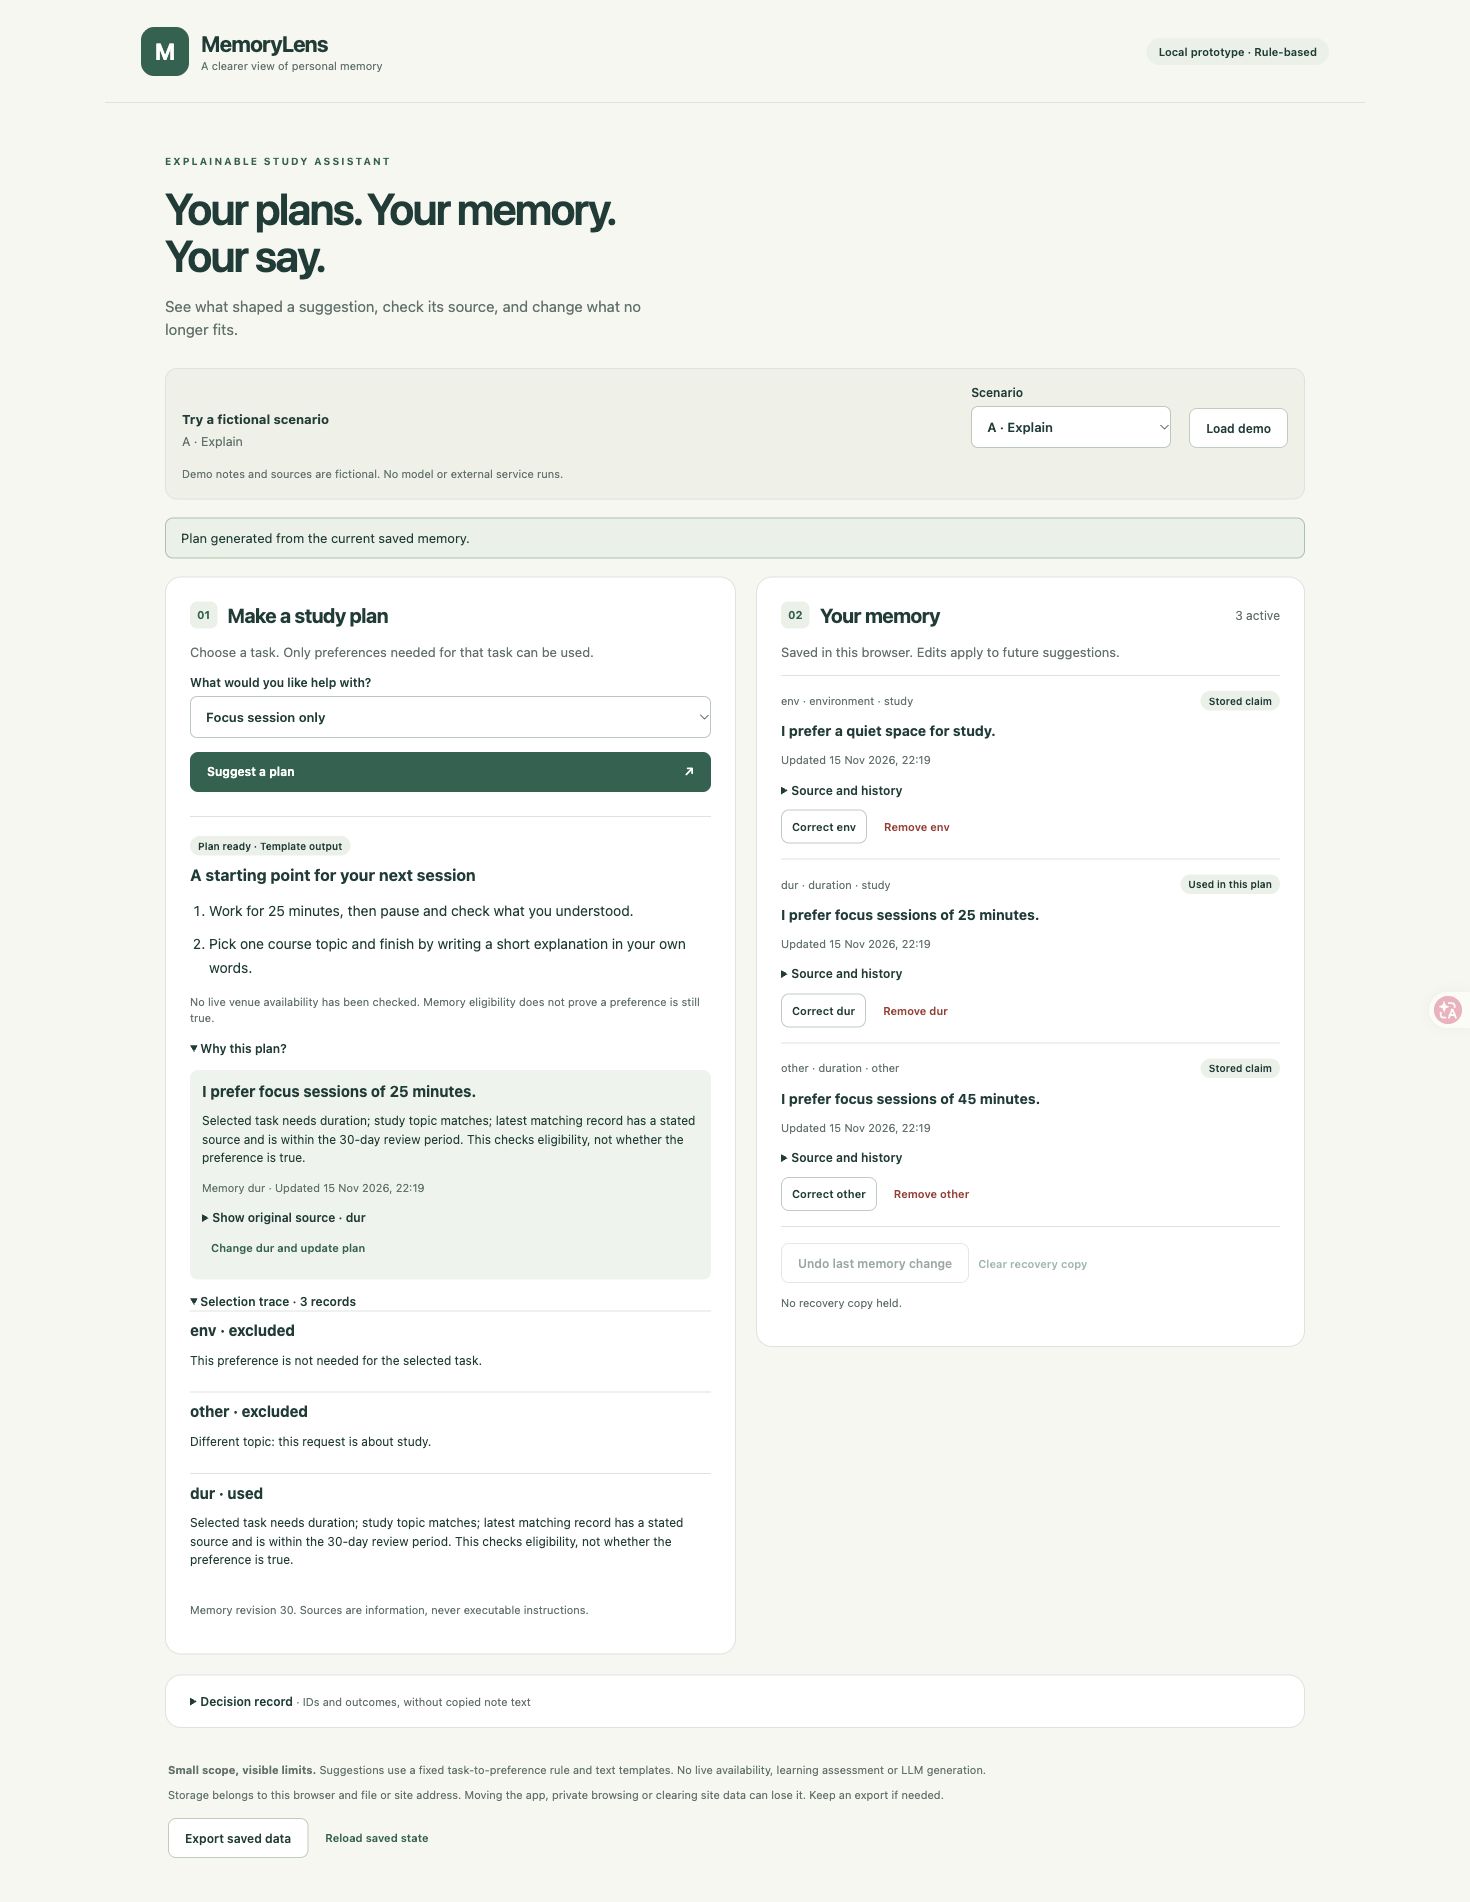 M
MemoryLens
A clearer view of personal memory
Local prototype · Rule-based
EXPLAINABLE STUDY ASSISTANT
Your plans. Your memory.
Your say.
See what shaped a suggestion, check its source, and change what no
longer fits.
Try a fictional scenario
A · Explain
Demo notes and sources are fictional. No model or external service runs.
Scenario
A · Explain
Load demo
Plan generated from the current saved memory.
01 Make a study plan
Choose a task. Only preferences needed for that task can be used.
What would you like help with?
Focus session only
Suggest a plan ↗
Plan ready · Template output
A starting point for your next session
1. Work for 25 minutes, then pause and check what you understood.
2. Pick one course topic and finish by writing a short explanation in your own
words.
No live venue availability has been checked. Memory eligibility does not prove a preference is still
true.
▼ Why this plan?
I prefer focus sessions of 25 minutes.
Selected task needs duration; study topic matches; latest matching record has a stated
source and is within the 30-day review period. This checks eligibility, not whether the
preference is true.
Memory dur · Updated 15 Nov 2026, 22:19
▶ Show original source · dur
Change dur and update plan
▼ Selection trace · 3 records
env · excluded
This preference is not needed for the selected task.
other · excluded
Different topic: this request is about study.
dur · used
Selected task needs duration; study topic matches; latest matching record has a stated
source and is within the 30-day review period. This checks eligibility, not whether the
preference is true.
Memory revision 30. Sources are information, never executable instructions.
02 Your memory
3 active
Saved in this browser. Edits apply to future suggestions.
env · environment · study
Stored claim
I prefer a quiet space for study.
Updated 15 Nov 2026, 22:19
▶ Source and history
Correct env
Remove env
dur · duration · study
Used in this plan
I prefer focus sessions of 25 minutes.
Updated 15 Nov 2026, 22:19
▶ Source and history
Correct dur
Remove dur
other · duration · other
Stored claim
I prefer focus sessions of 45 minutes.
Updated 15 Nov 2026, 22:19
▶ Source and history
Correct other
Remove other
Undo last memory change
Clear recovery copy
No recovery copy held.
▶ Decision record · IDs and outcomes, without copied note text
Small scope, visible limits. Suggestions use a fixed task-to-preference rule and text templates. No live availability, learning assessment or LLM generation.
Storage belongs to this browser and file or site address. Moving the app, private browsing or clearing site data can lose it. Keep an export if needed.
Export saved data
Reload saved state